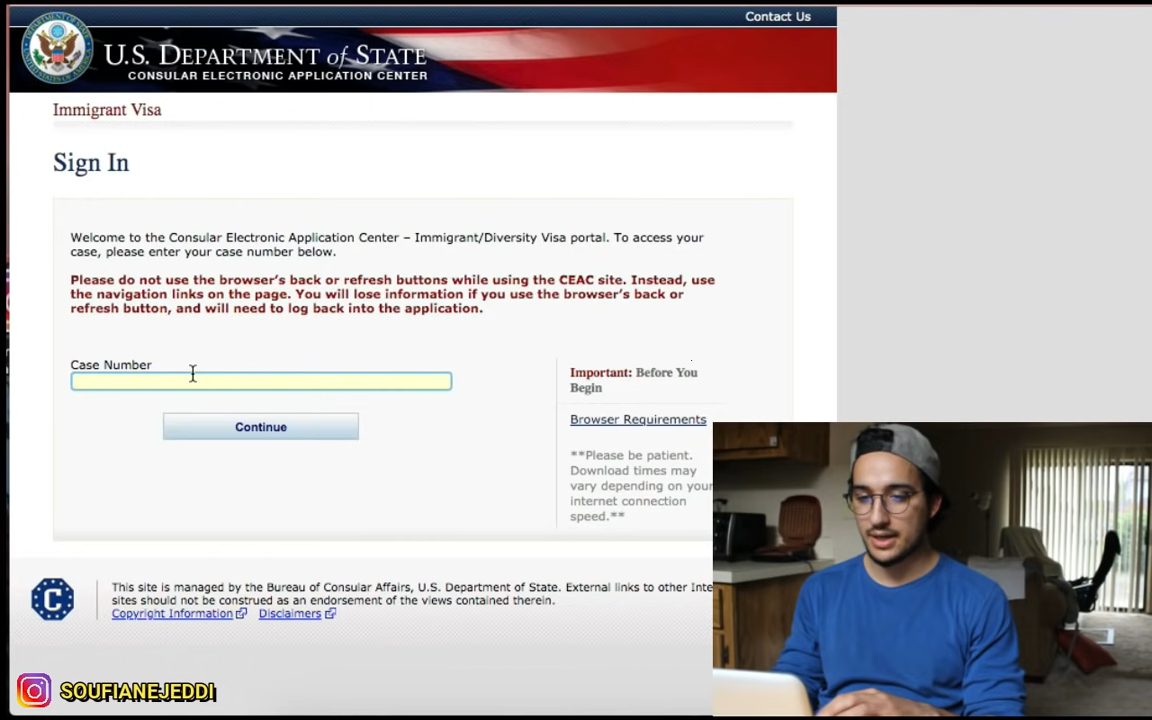 Contact Us
U.S. DEPARTMENT of STATE
CONSULAR ELECTRONIC APPLICATION CENTER
Immigrant Visa
Sign In
Welcome to the Consular Electronic Application Center – Immigrant/Diversity Visa portal. To access your
case, please enter your case number below.
Please do not use the browser's back or refresh buttons while using the CEAC site. Instead, use
the navigation links on the page. You will lose information if you use the browser's back or
refresh button, and will need to log back into the application.
Case Number
Continue
Important: Before You
Begin
Browser Requirements
**Please be patient.
Download times may
vary depending on your
internet connection
speed.**
C
This site is managed by the Bureau of Consular Affairs, U.S. Department of State. External links to other Inte
sites should not be construed as an endorsement of the views contained therein.
Copyright Information Disclaimers
SOUFIANEJEDDI